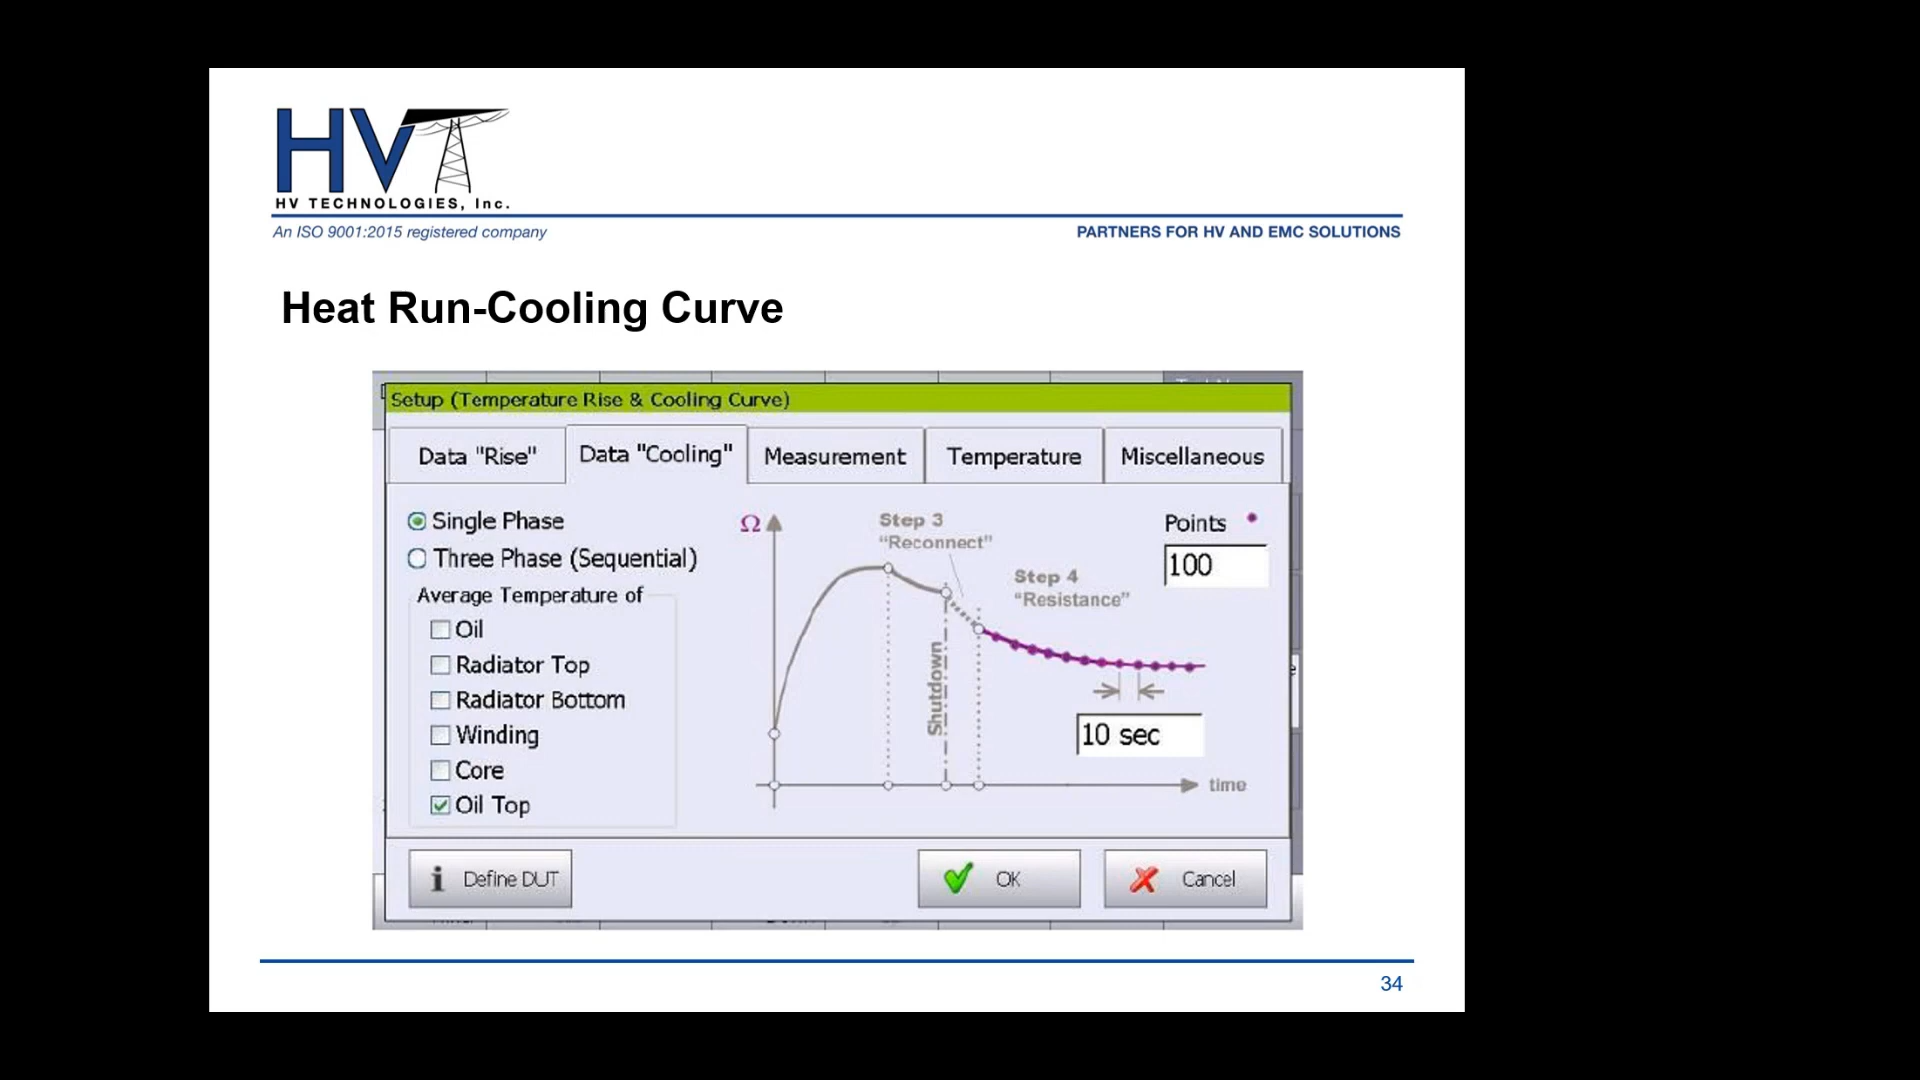 HVT
HV TECHNOLOGIES, Inc.
An ISO 9001:2015 registered company
PARTNERS FOR HV AND EMC SOLUTIONS
Heat Run-Cooling Curve
Setup (Temperature Rise & Cooling Curve)
Data "Rise"
Data "Cooling"
Measurement
Temperature
Miscellaneous
Single Phase
Three Phase (Sequential)
Average Temperature of
Oil
Radiator Top
Radiator Bottom
Winding
Core
Oil Top
Ω
Step 3
"Reconnect"
Step 4
"Resistance"
Shutdown
Points
100
10 sec
time
Define DUT
OK
Cancel
34